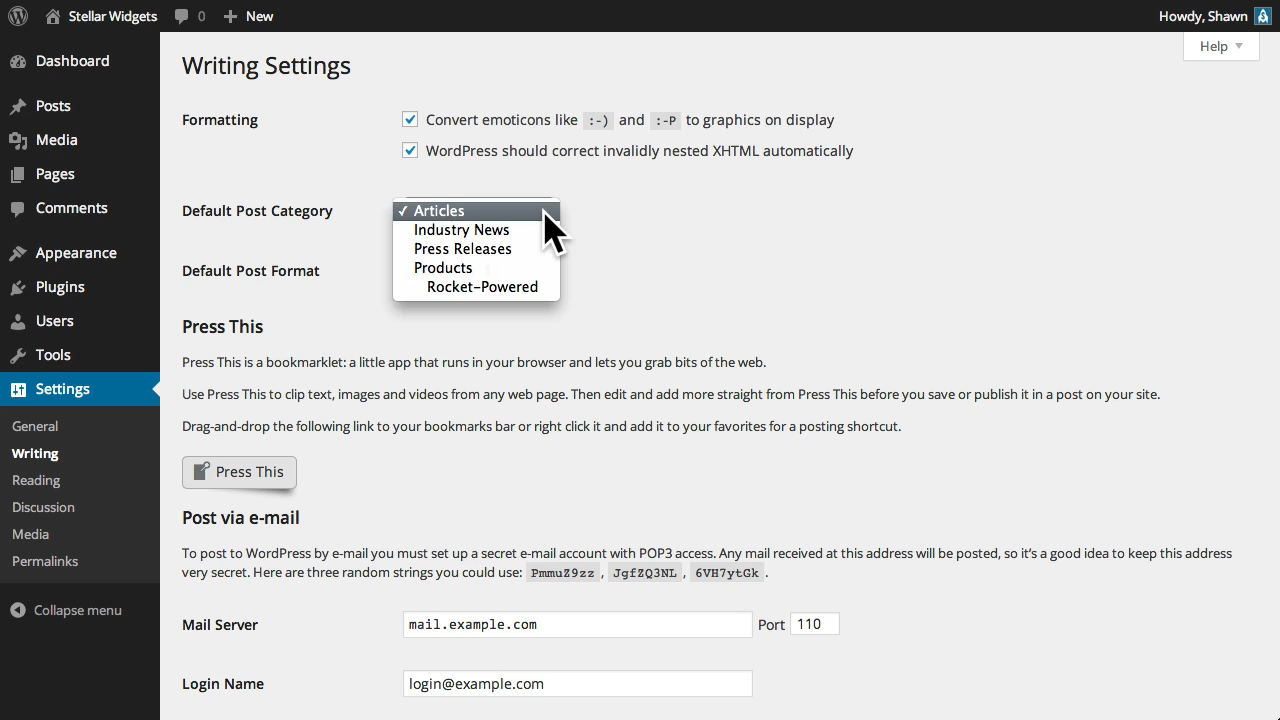 Stellar Widgets 0 New Howdy, Shawn
Help
Dashboard
Posts
Media
Pages
Comments
Appearance
Plugins
Users
Tools
Settings
General
Writing
Reading
Discussion
Media
Permalinks
Collapse menu
Writing Settings
Formatting Convert emoticons like :-) and :-P to graphics on display
WordPress should correct invalidly nested XHTML automatically
Default Post Category ✓ Articles
Industry News
Press Releases
Products
Rocket-Powered
Default Post Format
Press This
Press This is a bookmarklet: a little app that runs in your browser and lets you grab bits of the web.
Use Press This to clip text, images and videos from any web page. Then edit and add more straight from Press This before you save or publish it in a post on your site.
Drag-and-drop the following link to your bookmarks bar or right click it and add it to your favorites for a posting shortcut.
Press This
Post via e-mail
To post to WordPress by e-mail you must set up a secret e-mail account with POP3 access. Any mail received at this address will be posted, so it's a good idea to keep this address
very secret. Here are three random strings you could use: PmmuZ9zz , JgfZQ3NL , 6VH7ytGk .
Mail Server mail.example.com Port 110
Login Name login@example.com